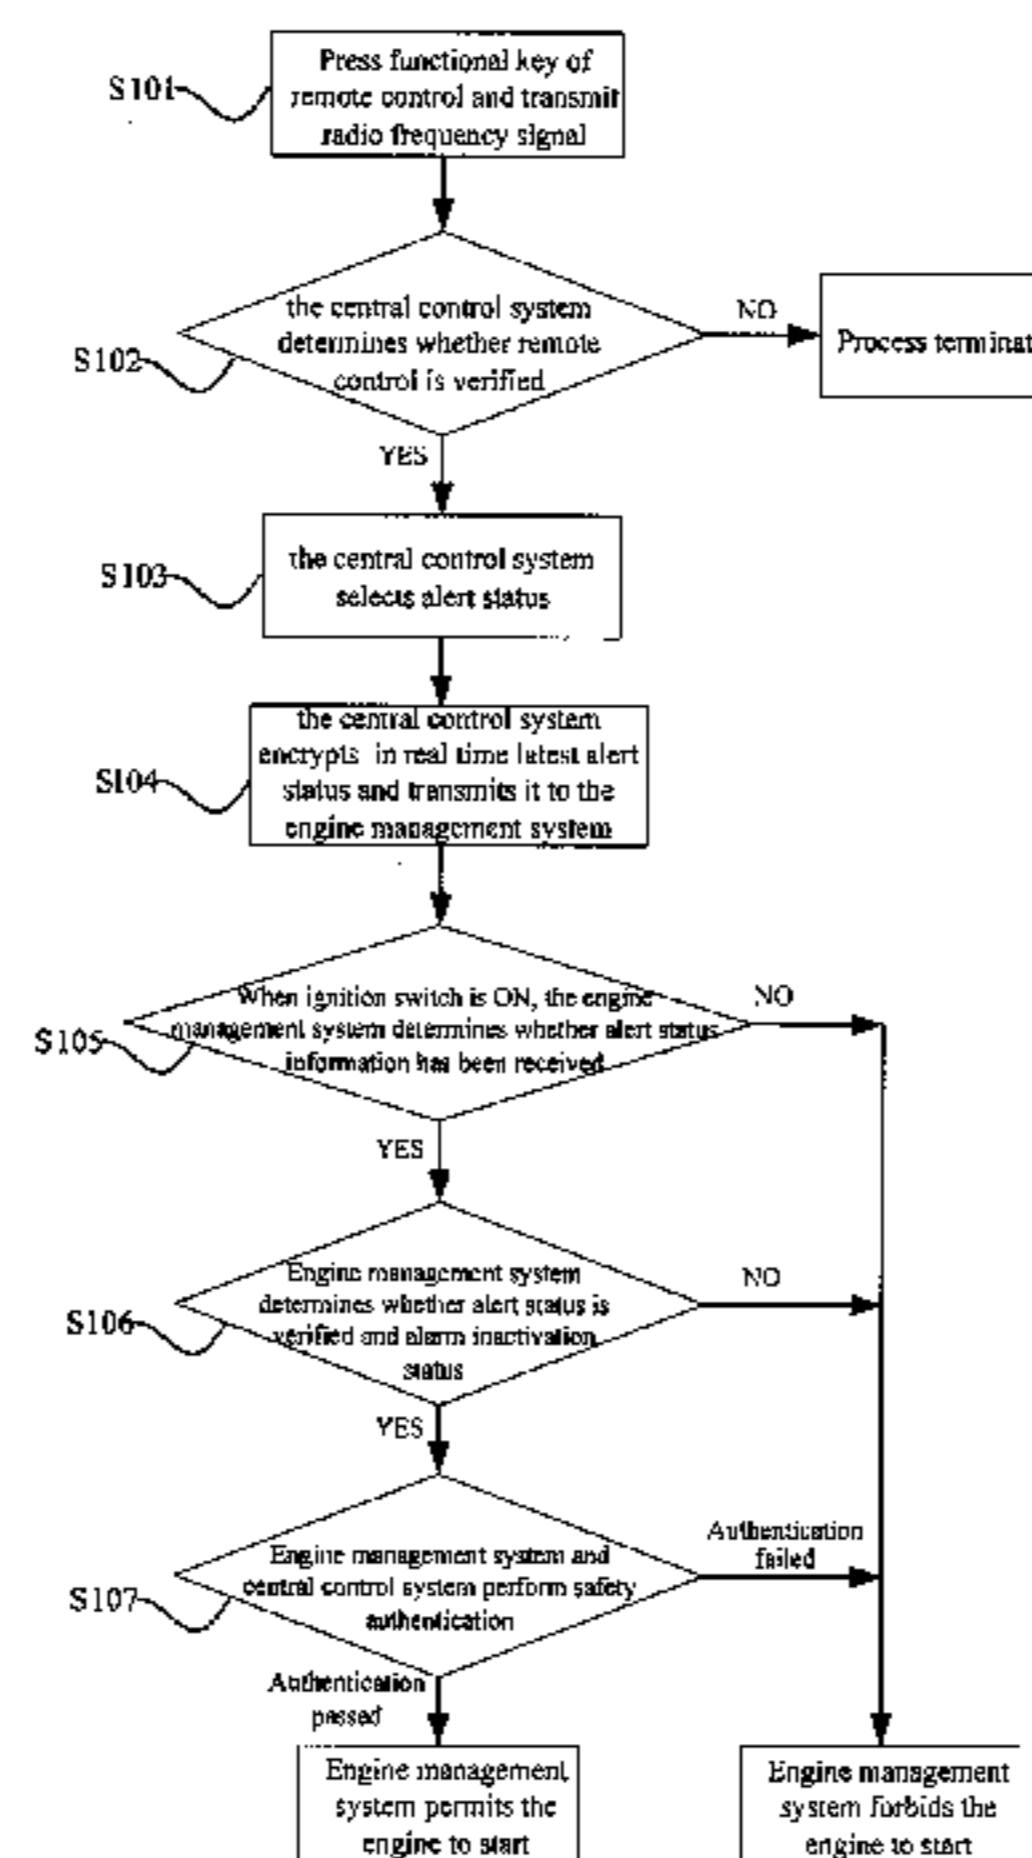 Press functional key of
remote control and transmit
radio frequency signal
S101
the central control system
determines whether remote
control is verified
S102
NO
Process terminat
YES
the central control system
selects alert status
S103
the central control system
encrypts in real time latest alert
status and transmits it to the
engine management system
S104
When ignition switch is ON, the engine
management system determines whether alert status
information has been received
S105
NO
YES
Engine management system
determines whether alert status is
verified and alarm inactivation
status
S106
NO
YES
Engine management system and
central control system perform safety
authentication
S107
Authentication
failed
Authentication
passed
Engine management
system permits the
engine to start
Engine management
system forbids the
engine to start